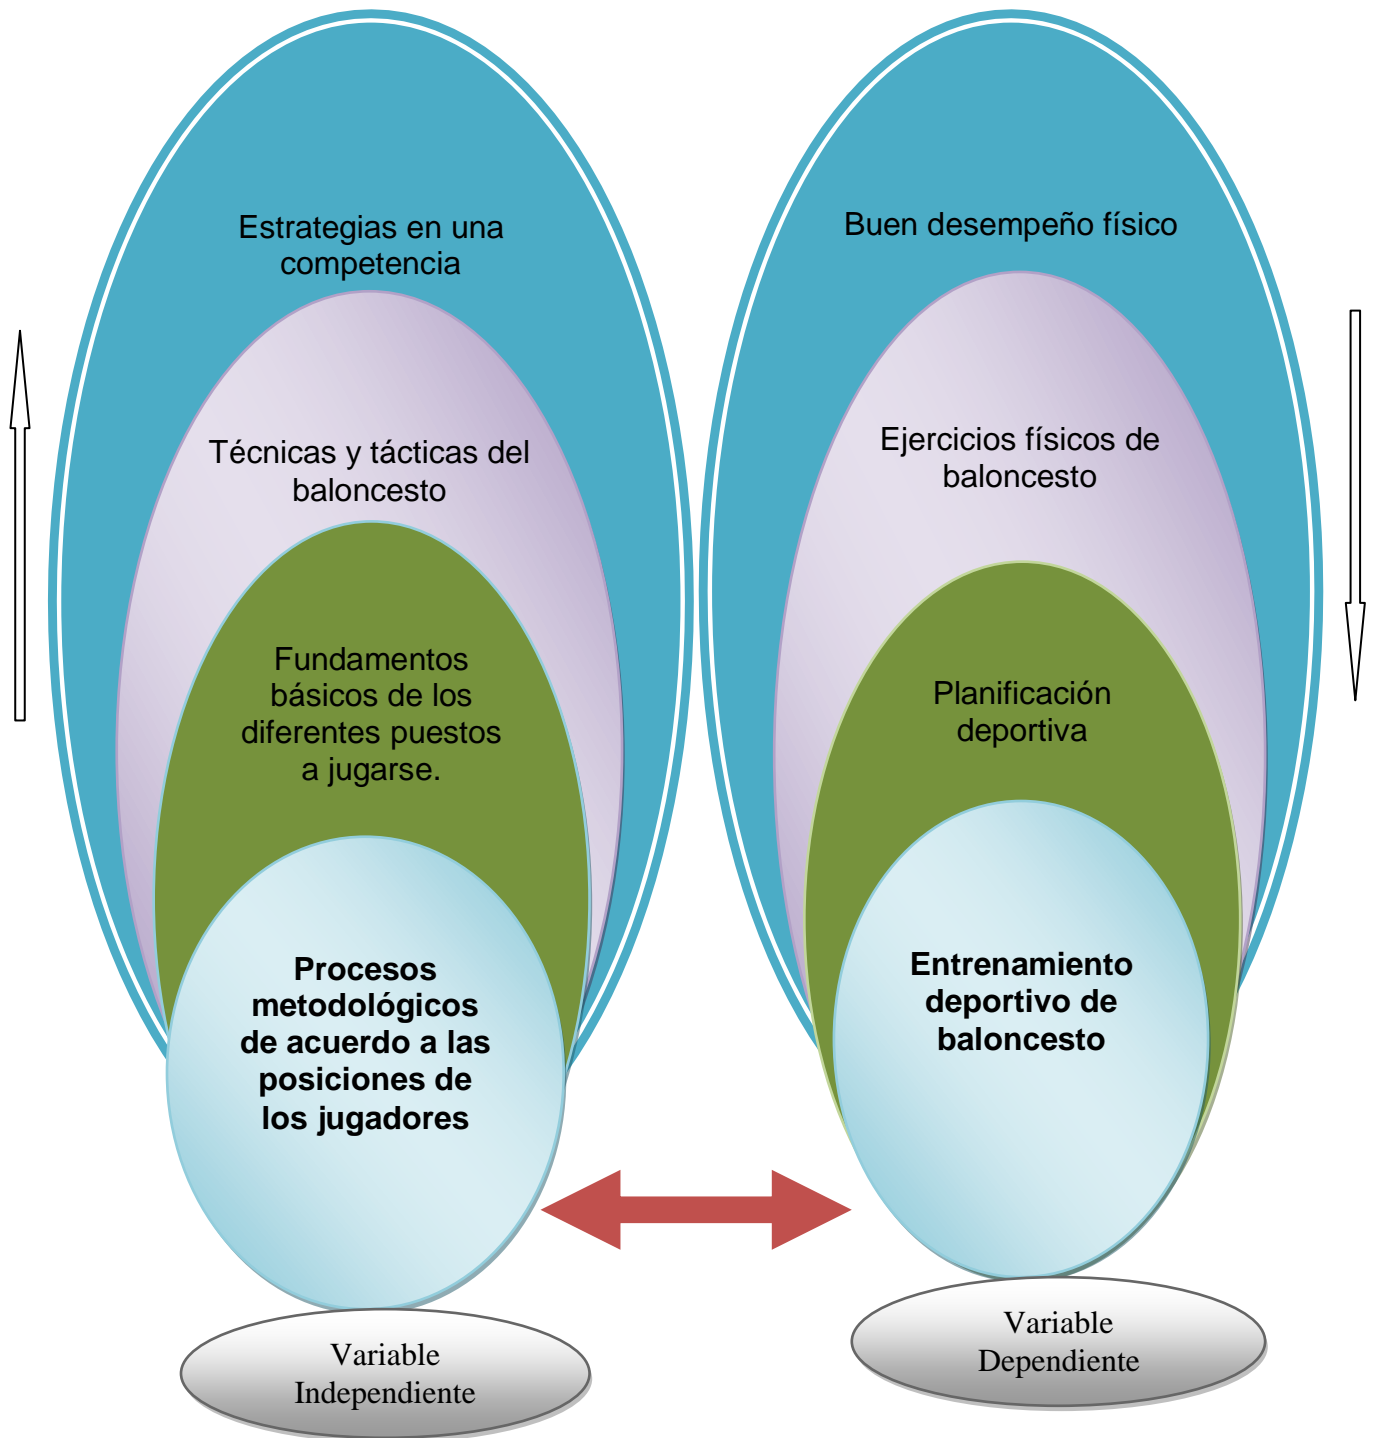 Estrategias en una
competencia
Técnicas y tácticas del
baloncesto
Fundamentos
básicos de los
diferentes puestos
a jugarse.
Procesos
metodológicos
de acuerdo a las
posiciones de
los jugadores
Variable
Independiente
Buen desempeño físico
Ejercicios físicos de
baloncesto
Planificación
deportiva
Entrenamiento
deportivo de
baloncesto
Variable
Dependiente